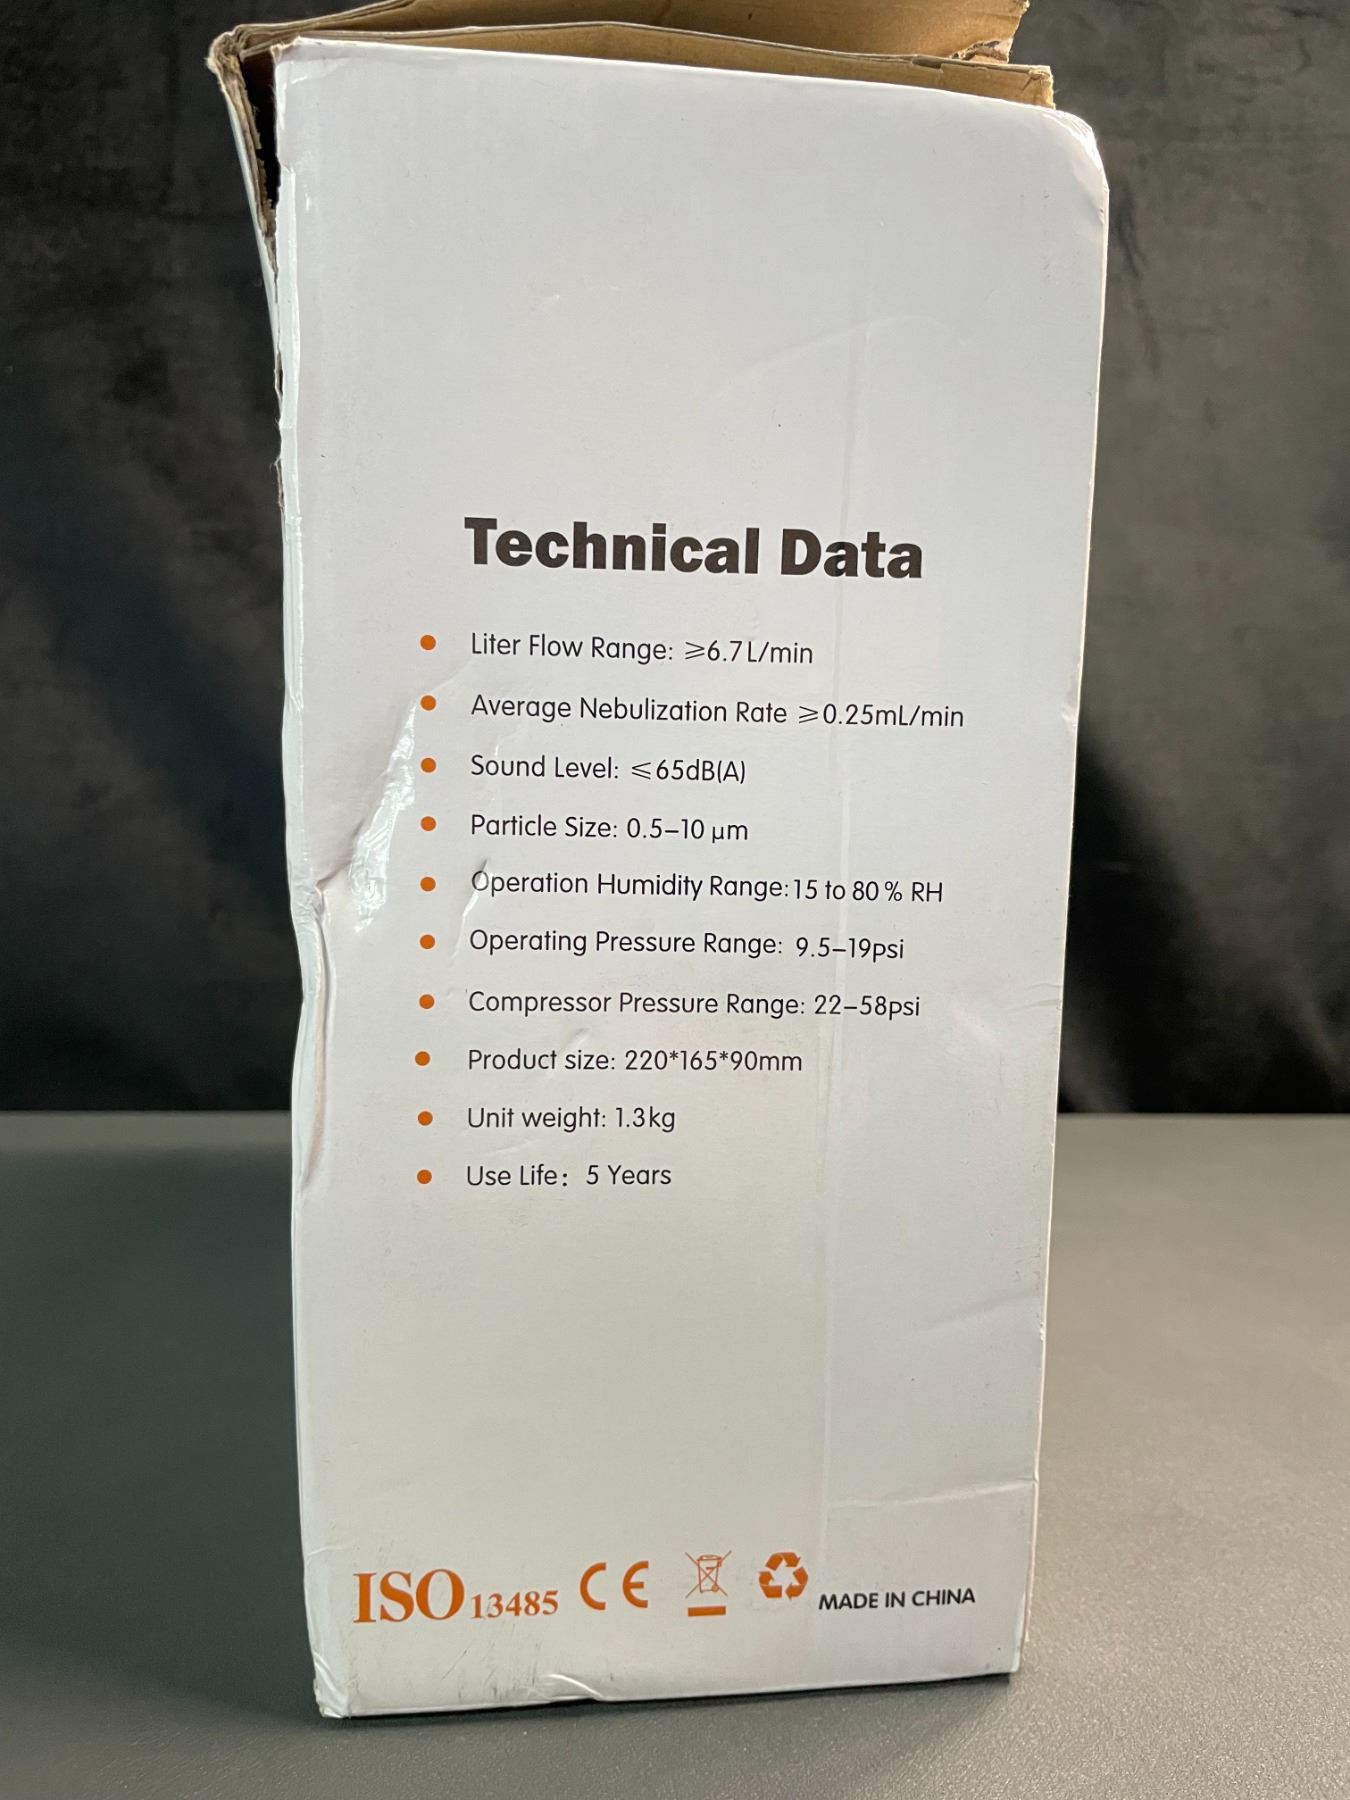 Technical Data
Liter Flow Range: ⩾6.7L/min
Average Nebulization Rate ⩾0.25mL/min
Sound Level: ⩽65dB(A)
Particle Size: 0.5–10 µm
Operation Humidity Range:15 to 80% RH
Operating Pressure Range: 9.5–19psi
Compressor Pressure Range: 22–58psi
Product size: 220*165*90mm
Unit weight: 1.3kg
Use Life: 5 Years
ISO 13485 CE MADE IN CHINA